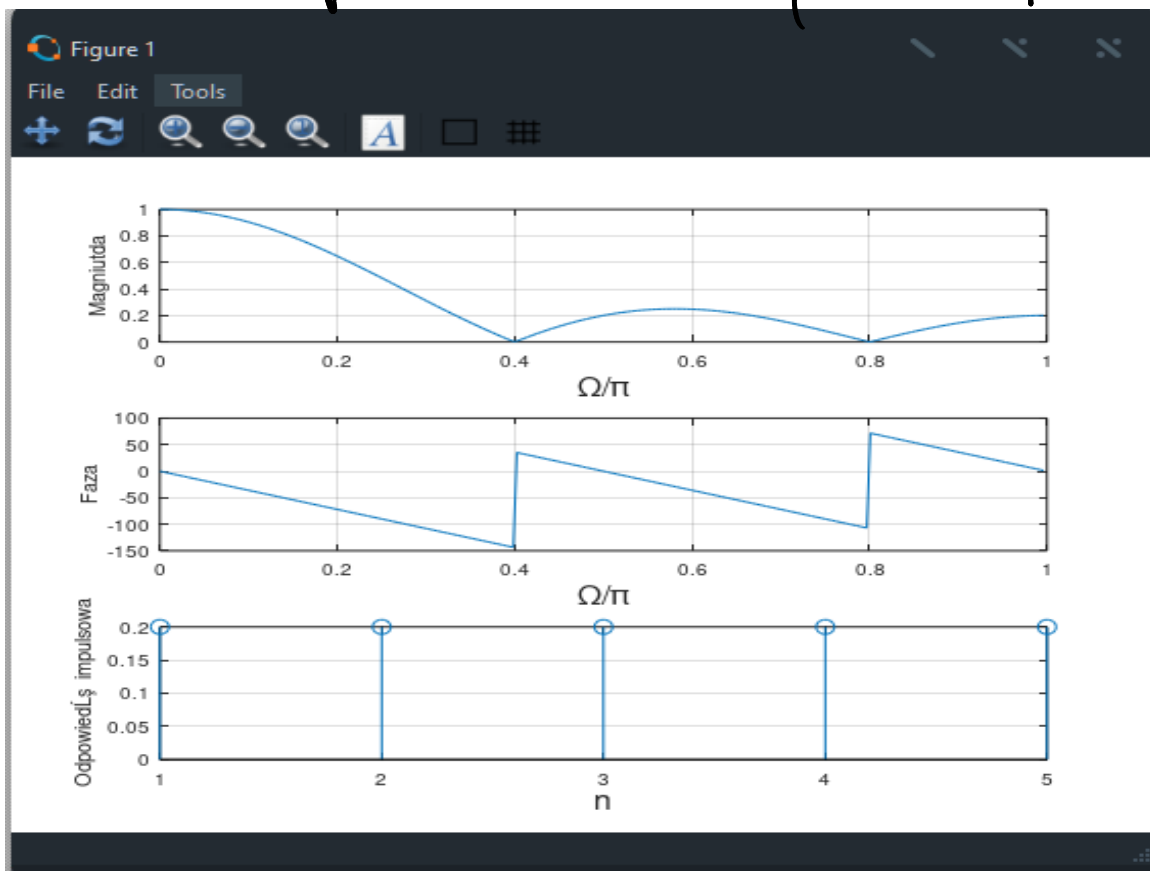 Figure 1
File Edit Tools
A
Magniutda
1
0.8
0.6
0.4
0.2
0
0 0.2 0.4 0.6 0.8 1
Ω/π
Faza
100
50
0
-50
-100
-150
0 0.2 0.4 0.6 0.8 1
Ω/π
OdpowiedĹş impulsowa
0.2
0.15
0.1
0.05
0
1 2 3 4 5
n